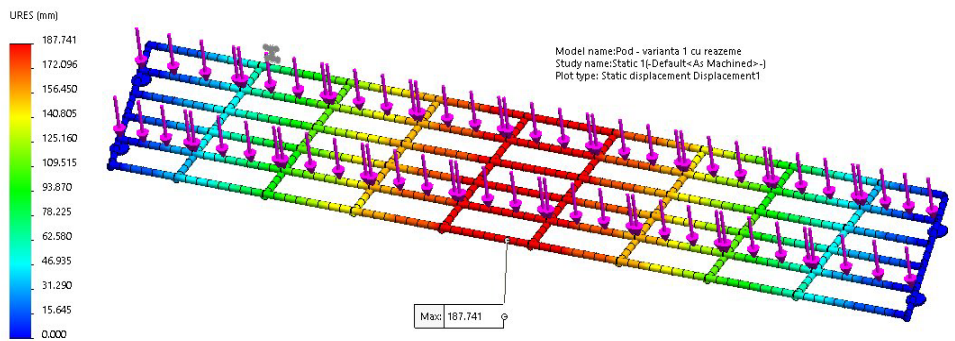 URES (mm)
187.741
172.096
156.450
140.805
125.160
109.515
93.870
78.225
62.580
46.935
31.290
15.645
0.000
Model name:Pod - varianta 1 cu reazeme
Study name:Static 1(-Default<As Machined>-)
Plot type: Static displacement Displacement1
Max: 187.741